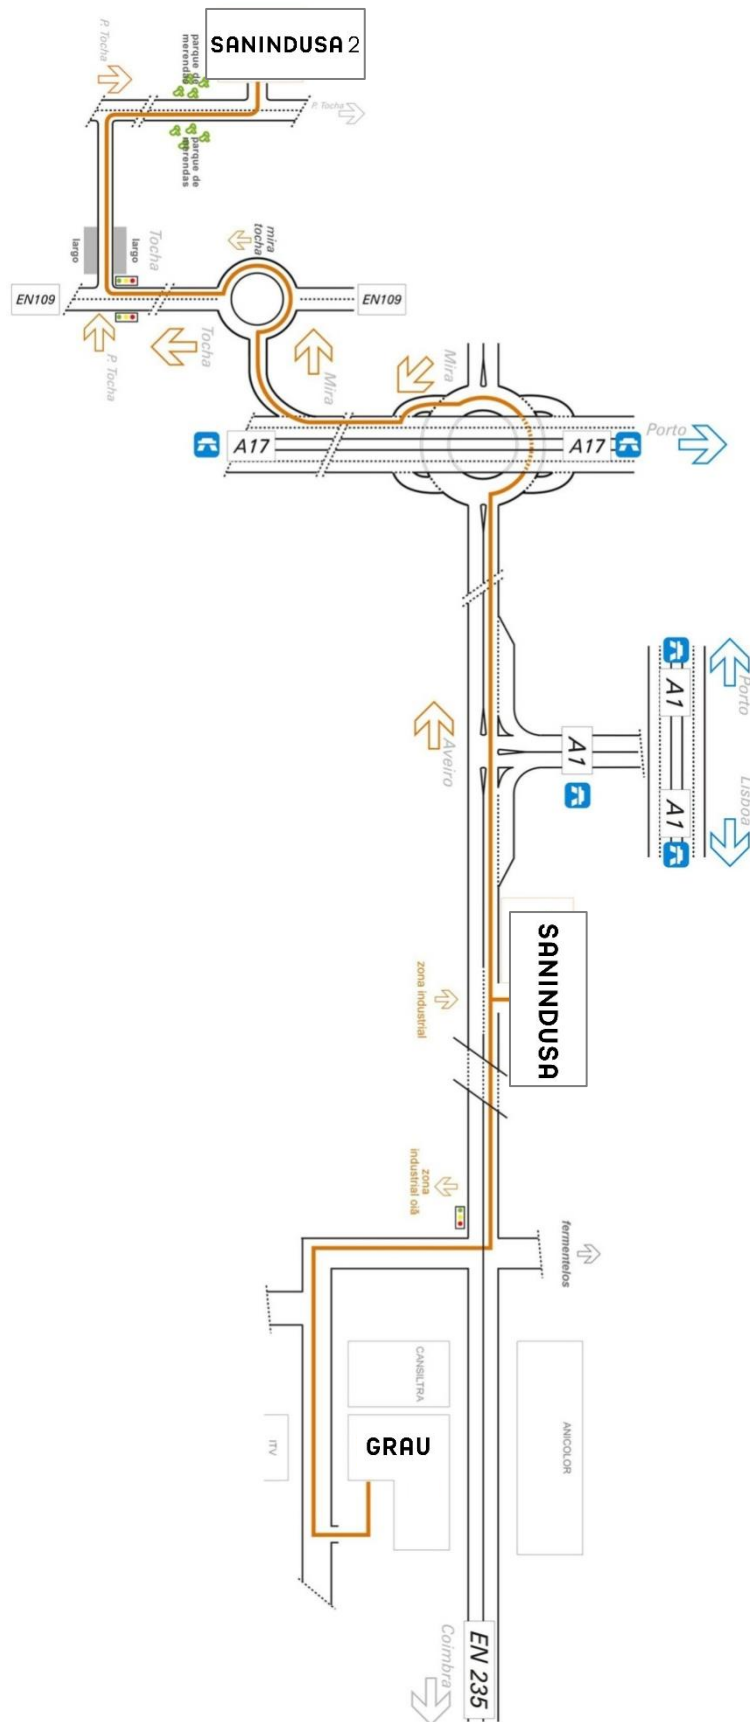 P. Tocha
parque de
merendas
SANINDUSA 2
P. Tocha
parque de
merendas
largo
largo
Tocha
mira
tocha
EN109
EN109
P. Tocha
Tocha
Mira
Mira
A17
A17
Porto
A1
Porto
A1
Aveiro
A1
Lisboa
SANINDUSA
zona industrial
zona
industrial oiã
fermentelos
CANSILTRA
GRAU
ITV
ANICOLOR
Coimbra
EN 235